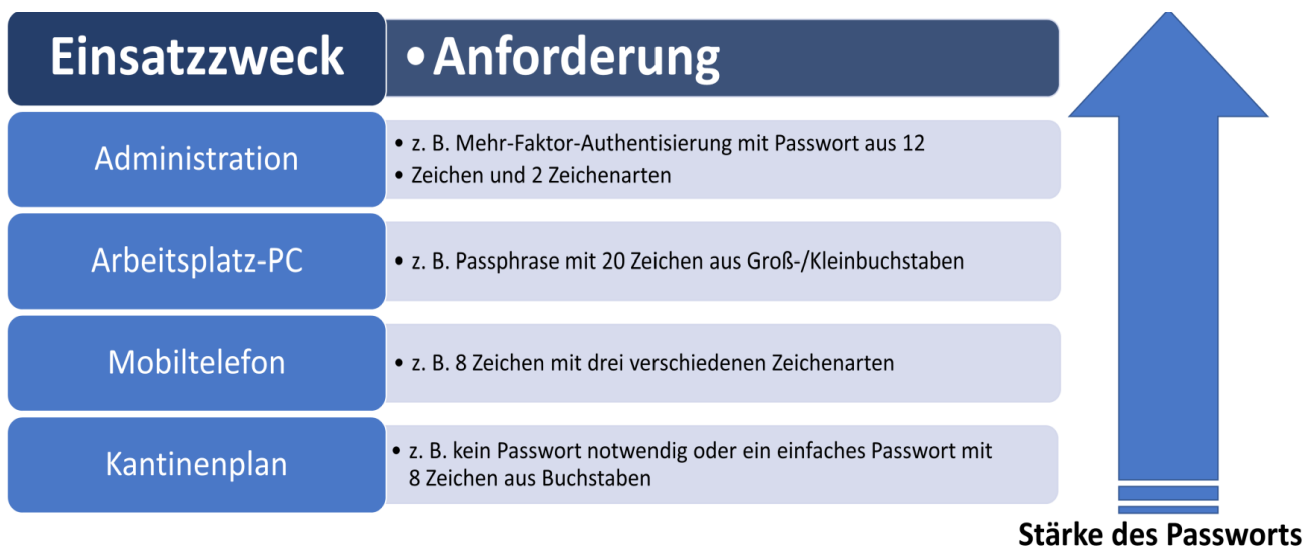 Einsatzzweck
• Anforderung
Administration
• z. B. Mehr-Faktor-Authentisierung mit Passwort aus 12
• Zeichen und 2 Zeichenarten
Arbeitsplatz-PC
• z. B. Passphrase mit 20 Zeichen aus Groß-/Kleinbuchstaben
Mobiltelefon
• z. B. 8 Zeichen mit drei verschiedenen Zeichenarten
Kantinenplan
• z. B. kein Passwort notwendig oder ein einfaches Passwort mit
8 Zeichen aus Buchstaben
Stärke des Passworts